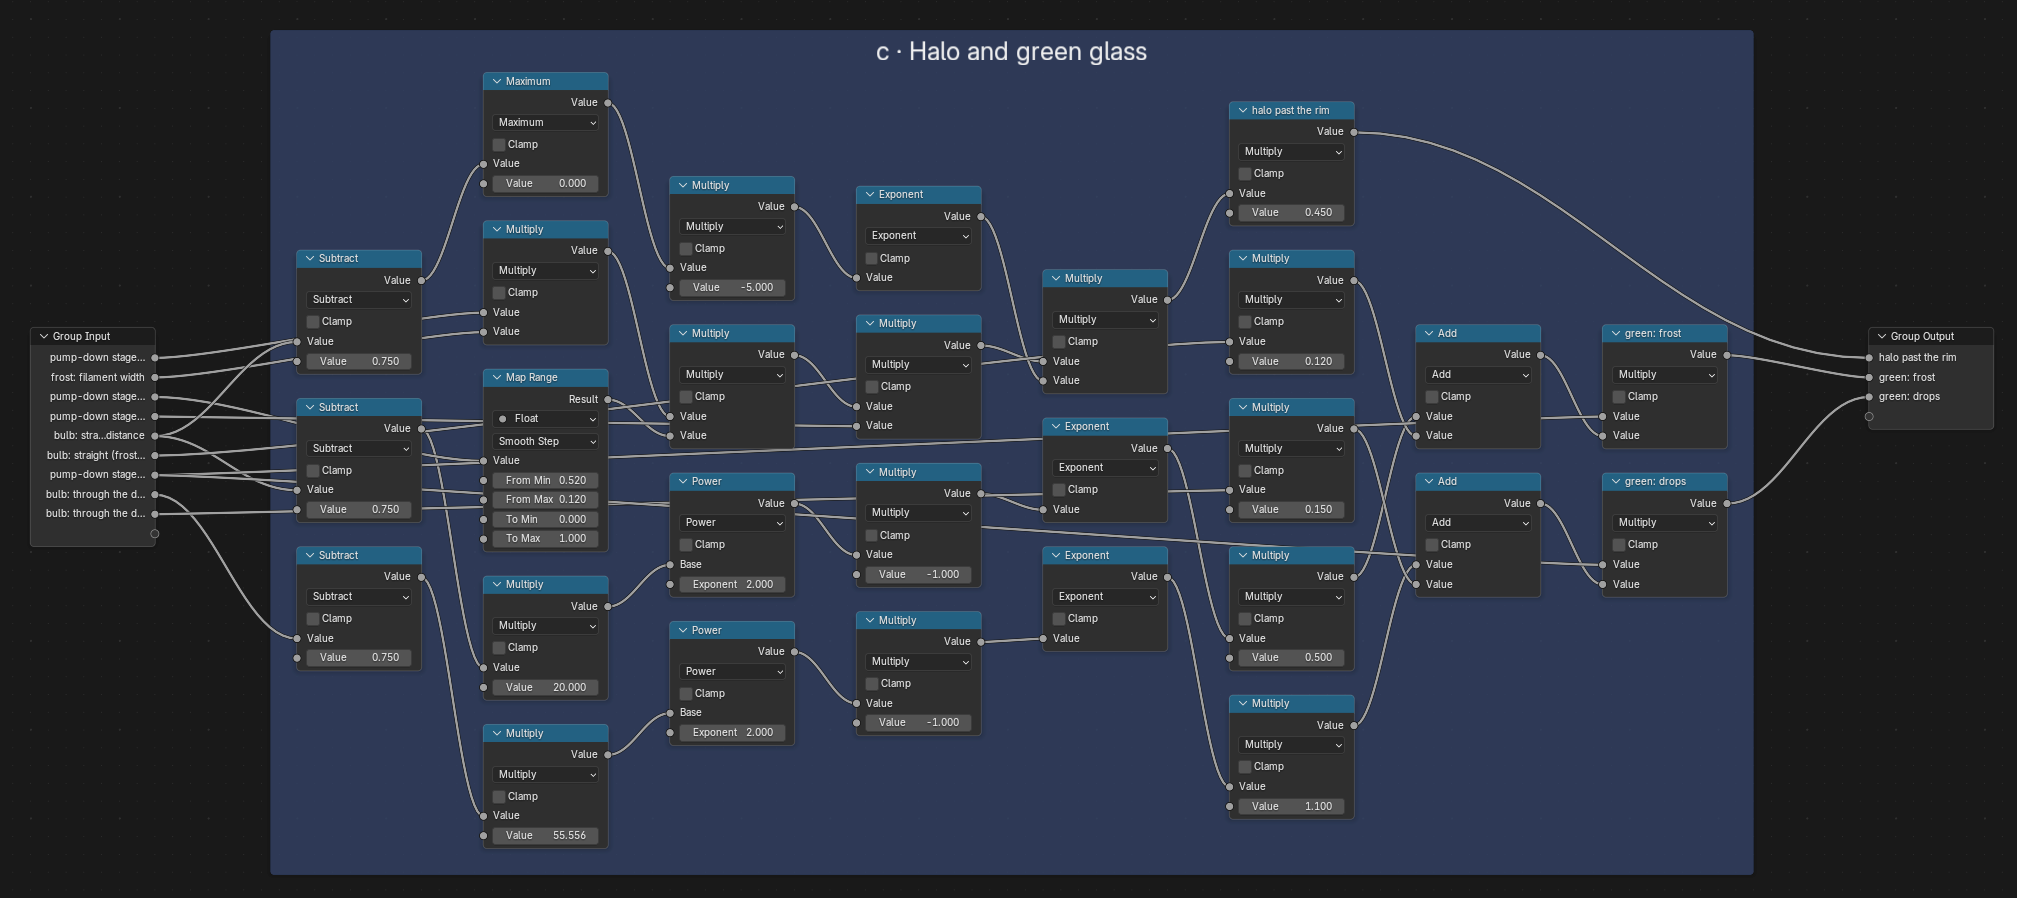 c · Halo and green glass
Group Input
pump-down stage...
frost: filament width
pump-down stage...
pump-down stage...
bulb: stra...distance
bulb: straight (frost...
pump-down stage...
bulb: through the d...
bulb: through the d...
Subtract
Value
Subtract
Clamp
Value
Value 0.750
Subtract
Value
Subtract
Clamp
Value
Value 0.750
Subtract
Value
Subtract
Clamp
Value
Value 0.750
Maximum
Value
Maximum
Clamp
Value
Value 0.000
Multiply
Value
Multiply
Clamp
Value
Value
Map Range
Result
Float
Smooth Step
Value
From Min 0.520
From Max 0.120
To Min 0.000
To Max 1.000
Multiply
Value
Multiply
Clamp
Value
Value 20.000
Multiply
Value
Multiply
Clamp
Value
Value 55.556
Multiply
Value
Multiply
Clamp
Value
Value -5.000
Multiply
Value
Multiply
Clamp
Value
Value
Power
Value
Power
Clamp
Base
Exponent 2.000
Power
Value
Power
Clamp
Base
Exponent 2.000
Exponent
Value
Exponent
Clamp
Value
Multiply
Value
Multiply
Clamp
Value
Value
Multiply
Value
Multiply
Clamp
Value
Value -1.000
Multiply
Value
Multiply
Clamp
Value
Value -1.000
Multiply
Value
Multiply
Clamp
Value
Value
Exponent
Value
Exponent
Clamp
Value
Exponent
Value
Exponent
Clamp
Value
halo past the rim
Value
Multiply
Clamp
Value
Value 0.450
Multiply
Value
Multiply
Clamp
Value
Value 0.120
Multiply
Value
Multiply
Clamp
Value
Value 0.150
Multiply
Value
Multiply
Clamp
Value
Value 0.500
Multiply
Value
Multiply
Clamp
Value
Value 1.100
Add
Value
Add
Clamp
Value
Value
Add
Value
Add
Clamp
Value
Value
green: frost
Value
Multiply
Clamp
Value
Value
green: drops
Value
Multiply
Clamp
Value
Value
Group Output
halo past the rim
green: frost
green: drops